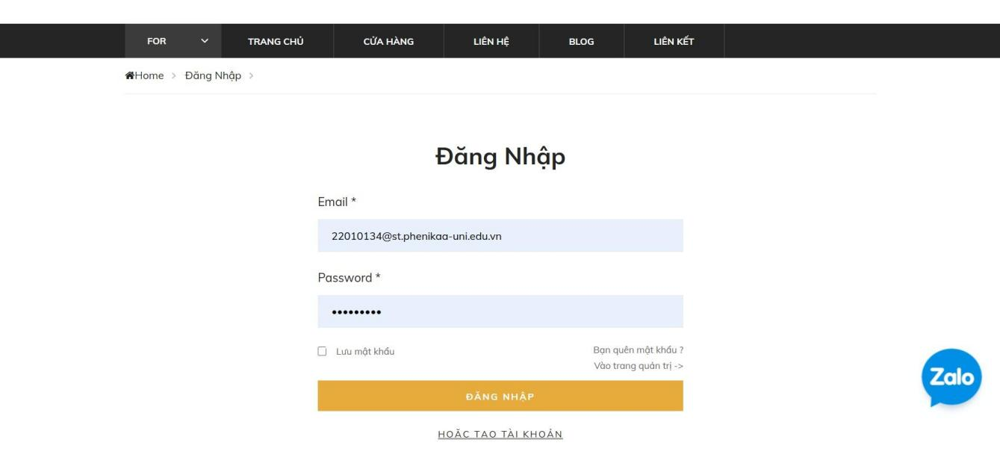 FOR TRANG CHỦ CỬA HÀNG LIÊN HỆ BLOG LIÊN KẾT
Home > Đăng Nhập >
Đăng Nhập
Email *
22010134@st.phenikaa-uni.edu.vn
Password *
•••••••••
Lưu mật khẩu Bạn quên mật khẩu ?
Vào trang quản trị ->
ĐĂNG NHẬP
HOẶC TẠO TÀI KHOẢN
Zalo